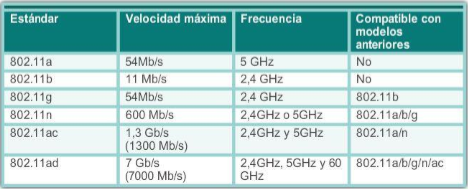 Estándar Velocidad máxima Frecuencia Compatible con modelos anteriores
802.11a 54Mb/s 5 GHz No
802.11b 11 Mb/s 2,4 GHz No
802.11g 54Mb/s 2,4 GHz 802.11b
802.11n 600 Mb/s 2,4GHz o 5GHz 802.11a/b/g
802.11ac 1,3 Gb/s (1300 Mb/s) 2,4GHz y 5GHz 802.11a/n
802.11ad 7 Gb/s (7000 Mb/s) 2,4GHz, 5GHz y 60 GHz 802.11a/b/g/n/ac